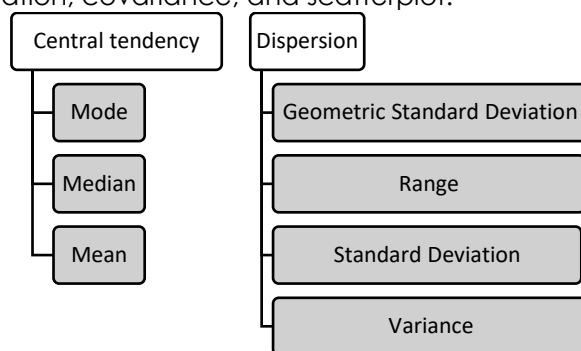 covariance, and scatterplot.
Central tendency
Mode
Median
Mean
Dispersion
Geometric Standard Deviation
Range
Standard Deviation
Variance